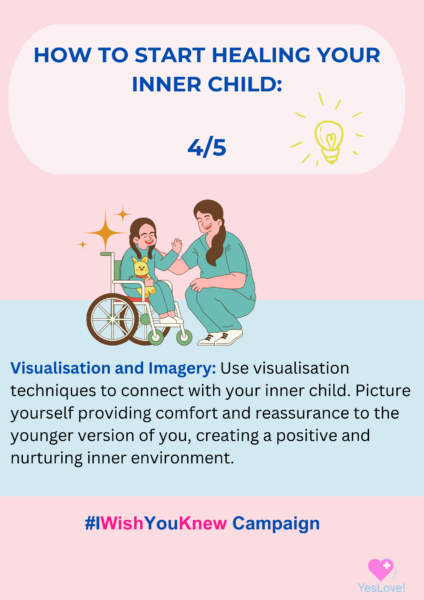 HOW TO START HEALING YOUR
INNER CHILD:
4/5
Visualisation and Imagery: Use visualisation
techniques to connect with your inner child. Picture
yourself providing comfort and reassurance to the
younger version of you, creating a positive and
nurturing inner environment.
#IWishYouKnew Campaign
YesLove!